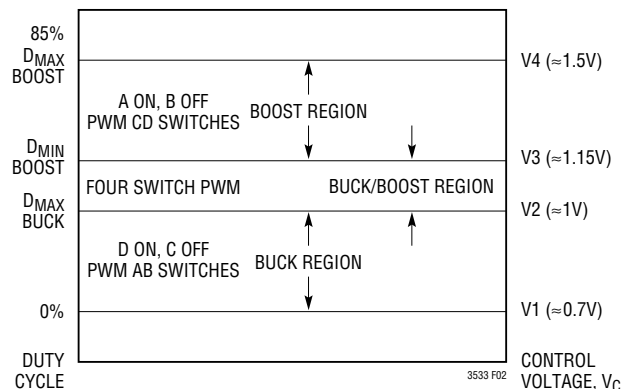 85%
DMAX
BOOST
V4 (≈1.5V)
A ON, B OFF
PWM CD SWITCHES
BOOST REGION
DMIN
BOOST
V3 (≈1.15V)
FOUR SWITCH PWM
BUCK/BOOST REGION
DMAX
BUCK
V2 (≈1V)
D ON, C OFF
PWM AB SWITCHES
BUCK REGION
0%
V1 (≈0.7V)
DUTY
CYCLE
3533 F02
CONTROL
VOLTAGE, VC